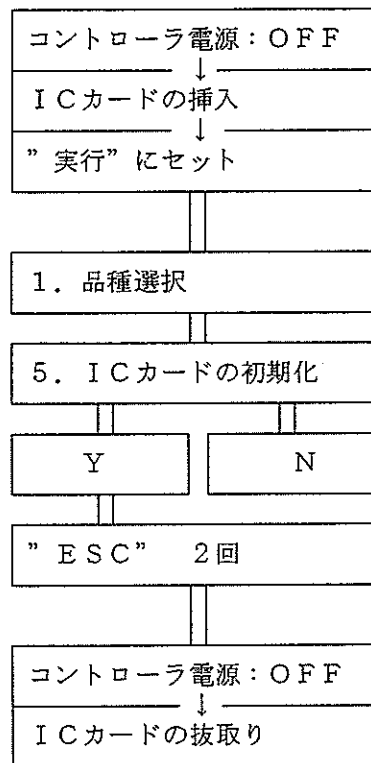 コントローラ電源：ＯＦＦ
↓
ＩＣカードの挿入
↓
”実行”にセット
１．品種選択
５．ＩＣカードの初期化
Ｙ
Ｎ
”ＥＳＣ”　２回
コントローラ電源：ＯＦＦ
↓
ＩＣカードの抜取り